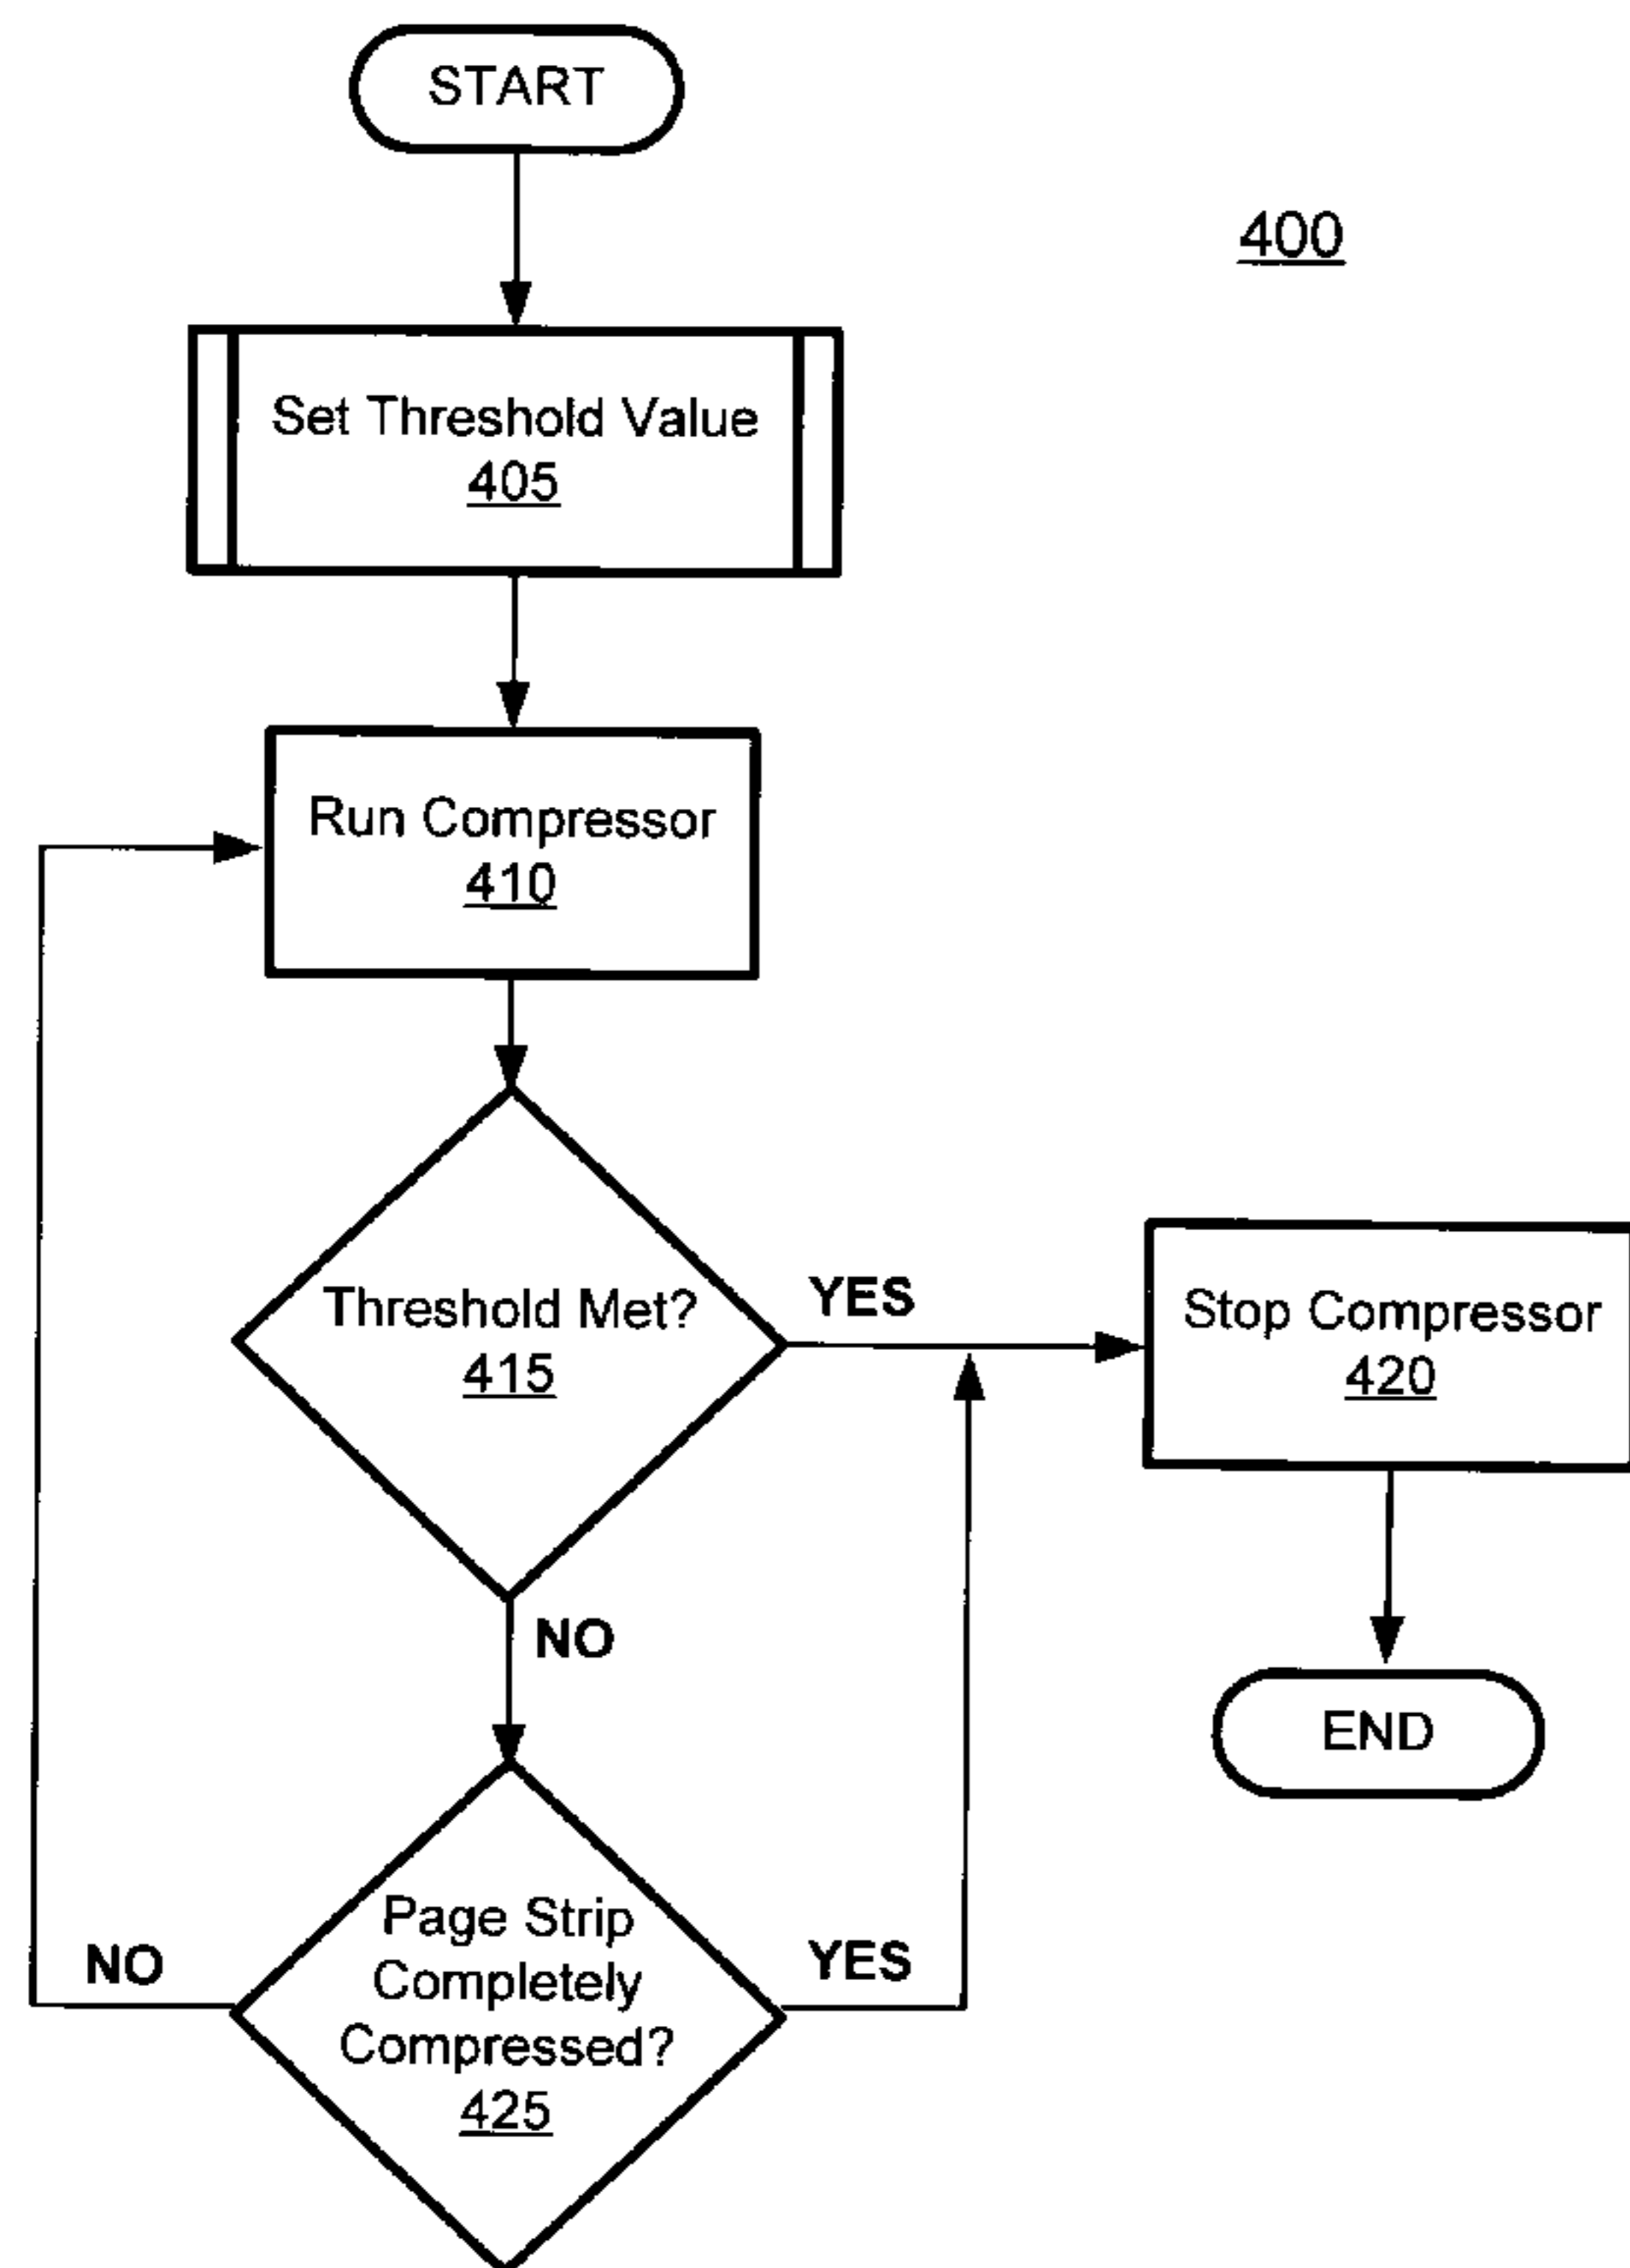 START
400
Set Threshold Value
405
Run Compressor
410
Threshold Met?
415
YES
Stop Compressor
420
NO
END
Page Strip
Completely
Compressed?
425
NO
YES